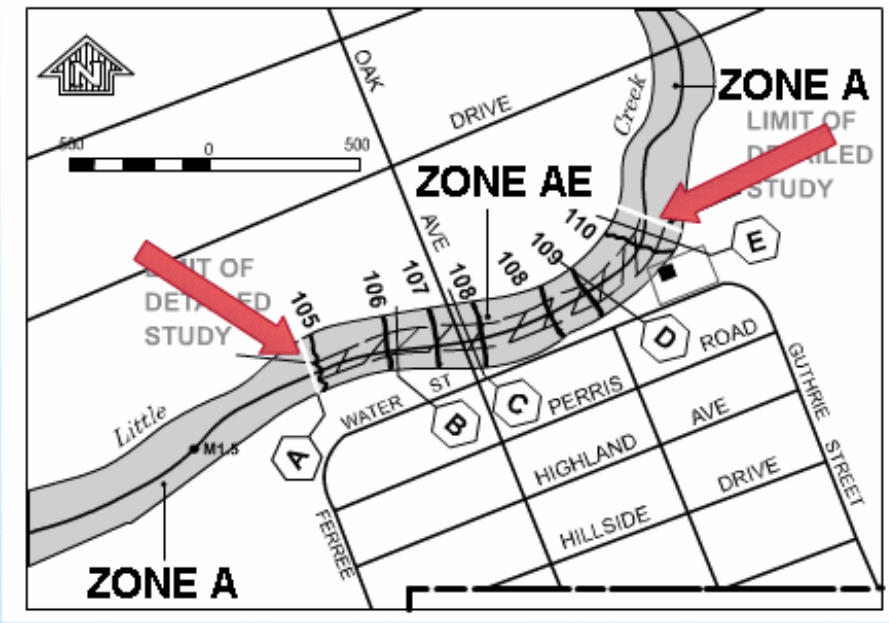 N
OAK
DRIVE
Creek
ZONE A
LIMIT OF
DETAILED
STUDY
500
0
500
ZONE AE
AVE
110
E
109
108
108
107
106
105
LIMIT OF
DETAILED
STUDY
D
ROAD
Little
WATER
ST
C
PERRIS
GUTHRIE
STREET
A
B
M1.5
HIGHLAND
AVE
DRIVE
FERREE
HILLSIDE
ZONE A